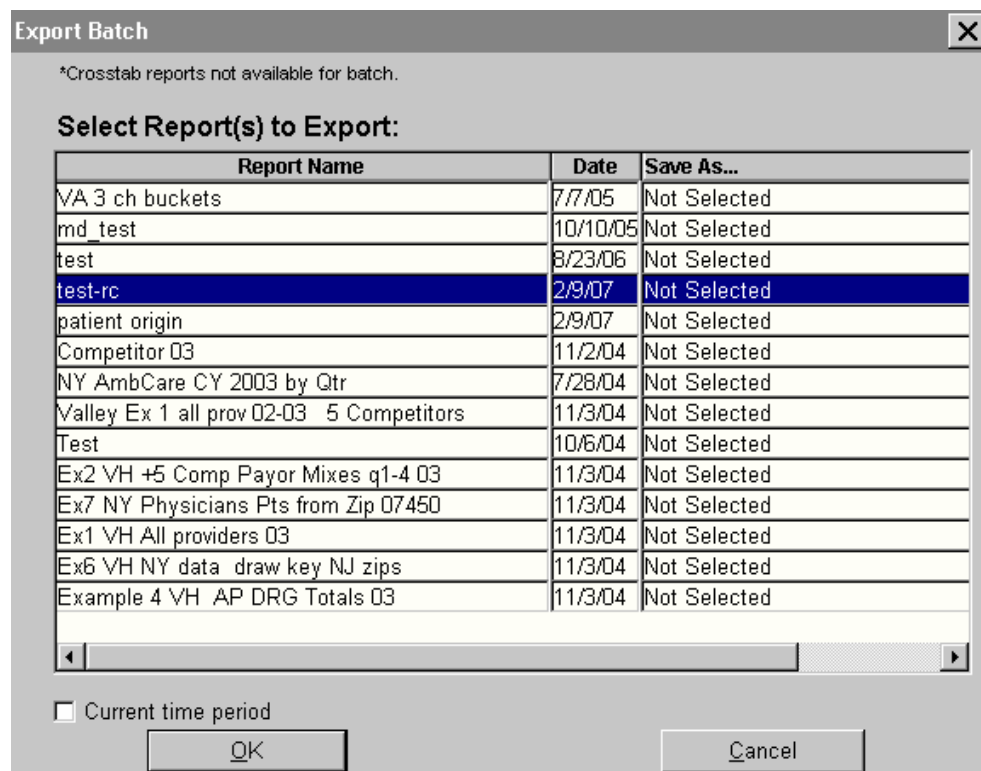 Export Batch
*Crosstab reports not available for batch.
Select Report(s) to Export:
Report Name Date Save As...
VA 3 ch buckets 7/7/05 Not Selected
md_test 10/10/05 Not Selected
test 8/23/06 Not Selected
test-rc 2/9/07 Not Selected
patient origin 2/9/07 Not Selected
Competitor 03 11/2/04 Not Selected
NY AmbCare CY 2003 by Qtr 7/28/04 Not Selected
Valley Ex 1 all prov 02-03   5 Competitors 11/3/04 Not Selected
Test 10/6/04 Not Selected
Ex2 VH +5 Comp Payor Mixes q1-4 03 11/3/04 Not Selected
Ex7 NY Physicians Pts from Zip 07450 11/3/04 Not Selected
Ex1 VH All providers 03 11/3/04 Not Selected
Ex6 VH NY data  draw key NJ zips 11/3/04 Not Selected
Example 4 VH  AP DRG Totals 03 11/3/04 Not Selected
Current time period
OK Cancel